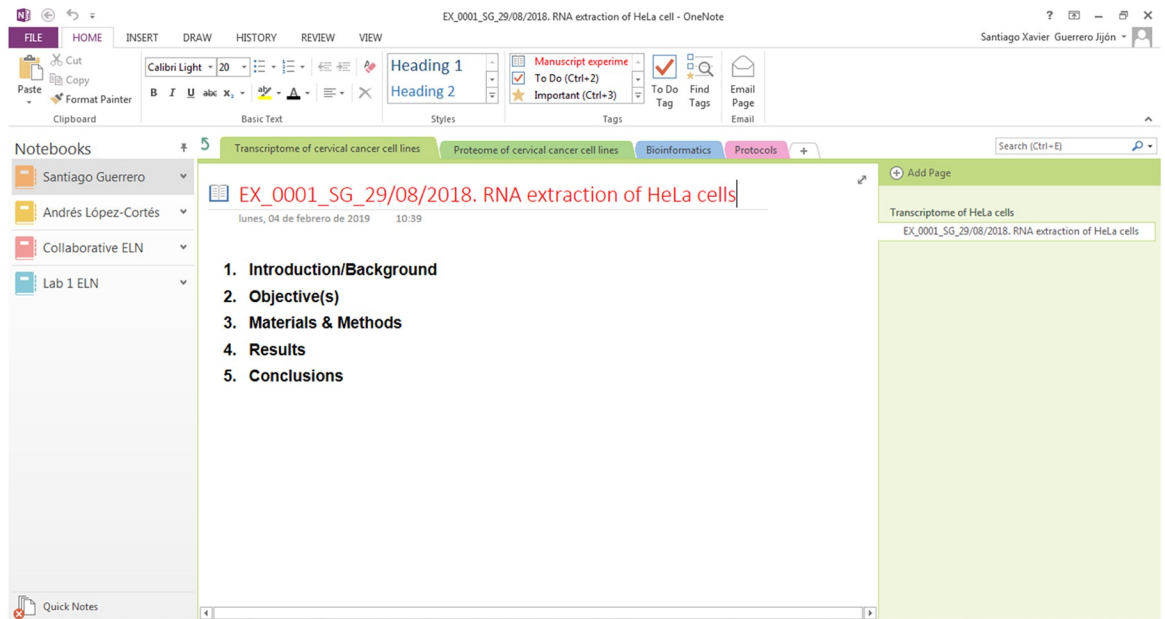 EX_0001_SG_29/08/2018. RNA extraction of HeLa cell - OneNote
FILE HOME INSERT DRAW HISTORY REVIEW VIEW
Santiago Xavier Guerrero Jijón
Paste
Cut
Copy
Format Painter
Clipboard
Calibri Light 20
B I U abc X₂ aby A
Basic Text
Heading 1
Heading 2
Styles
Manuscript experime
To Do (Ctrl+2)
Important (Ctrl+3)
Tags
To Do Tag
Find Tags
Email Page
Email
Notebooks
Santiago Guerrero
Andrés López-Cortés
Collaborative ELN
Lab 1 ELN
Quick Notes
Transcriptome of cervical cancer cell lines
Proteome of cervical cancer cell lines
Bioinformatics
Protocols
+
Search (Ctrl+E)
EX_0001_SG_29/08/2018. RNA extraction of HeLa cells
lunes, 04 de febrero de 2019 10:39
1. Introduction/Background
2. Objective(s)
3. Materials & Methods
4. Results
5. Conclusions
Add Page
Transcriptome of HeLa cells
EX_0001_SG_29/08/2018. RNA extraction of HeLa cells